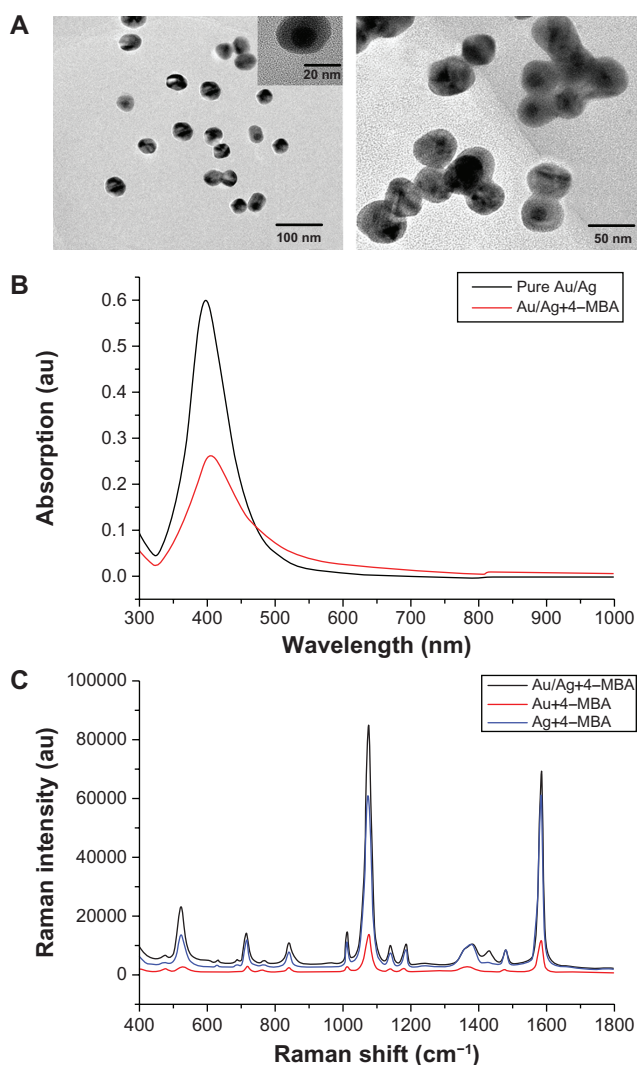 A
20 nm
100 nm
50 nm
B
Pure Au/Ag
Au/Ag+4–MBA
0.6
0.5
0.4
0.3
0.2
0.1
0.0
Absorption (au)
300 400 500 600 700 800 900 1000
Wavelength (nm)
C
Au/Ag+4–MBA
Au+4–MBA
Ag+4–MBA
100000
80000
60000
40000
20000
0
Raman intensity (au)
400 600 800 1000 1200 1400 1600 1800
Raman shift (cm⁻¹)